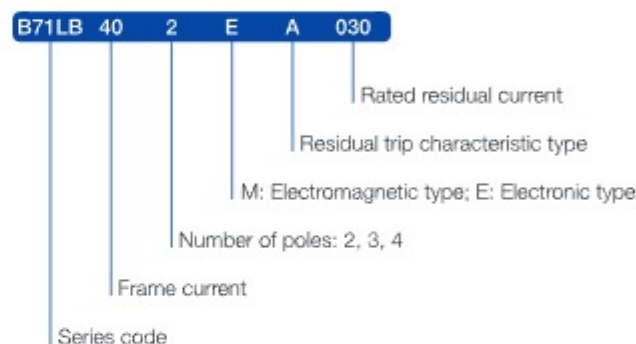 B71LB 40 2 E A 030
Rated residual current
Residual trip characteristic type
M: Electromagnetic type; E: Electronic type
Number of poles: 2, 3, 4
Frame current
Series code